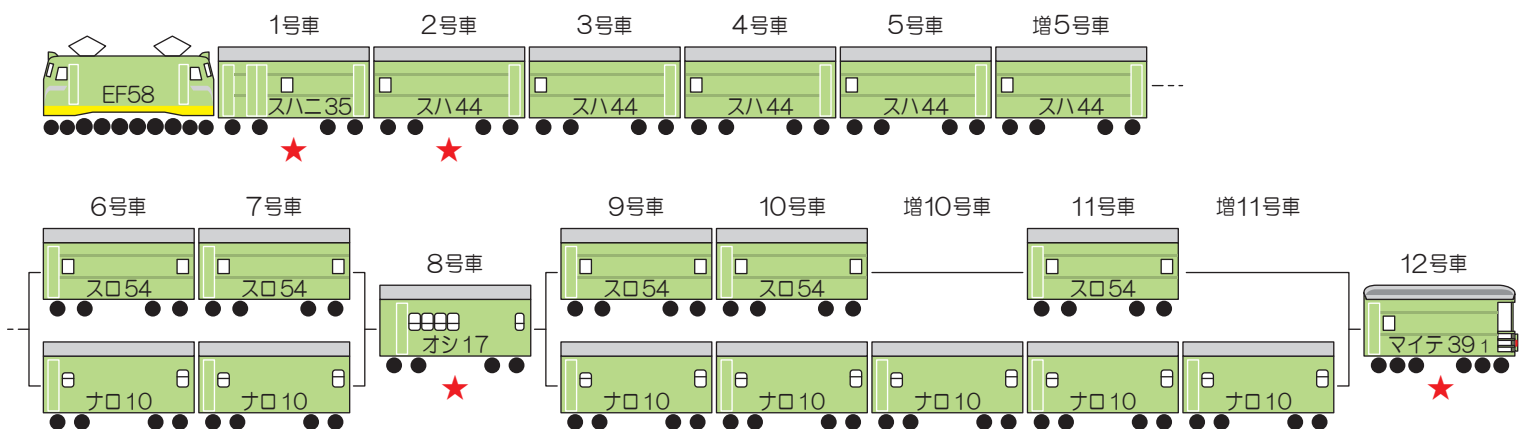 1号車 2号車 3号車 4号車 5号車 増5号車
EF58 スハニ35 スハ44 スハ44 スハ44 スハ44 スハ44
★ ★
6号車 7号車 9号車 10号車 増10号車 11号車 増11号車
8号車 12号車
スロ54 スロ54 スロ54 スロ54 スロ54
オシ17 マイテ39 1
★ ★
ナロ10 ナロ10 ナロ10 ナロ10 ナロ10 ナロ10 ナロ10